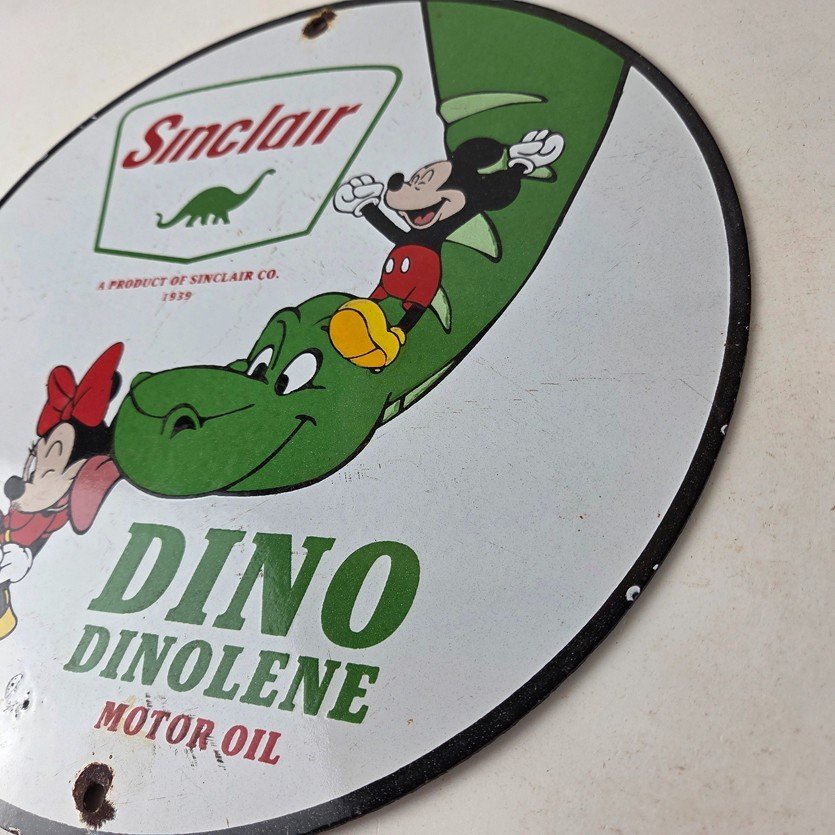 Sinclair
A PRODUCT OF SINCLAIR CO.
1939
DINO
DINOLENE
MOTOR OIL